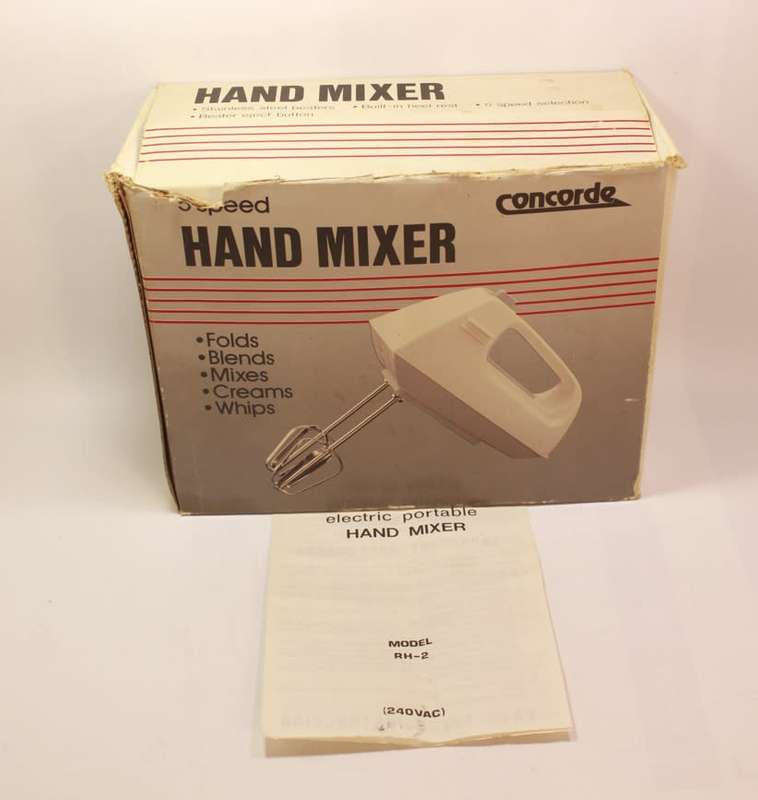 HAND MIXER
• Stainless steel beaters • Built-in heel rest • 5 speed selection
• Beater eject button
5 speed
concorde
HAND MIXER
• Folds
• Blends
• Mixes
• Creams
• Whips
electric portable
HAND MIXER
MODEL
RH-2
(240VAC)